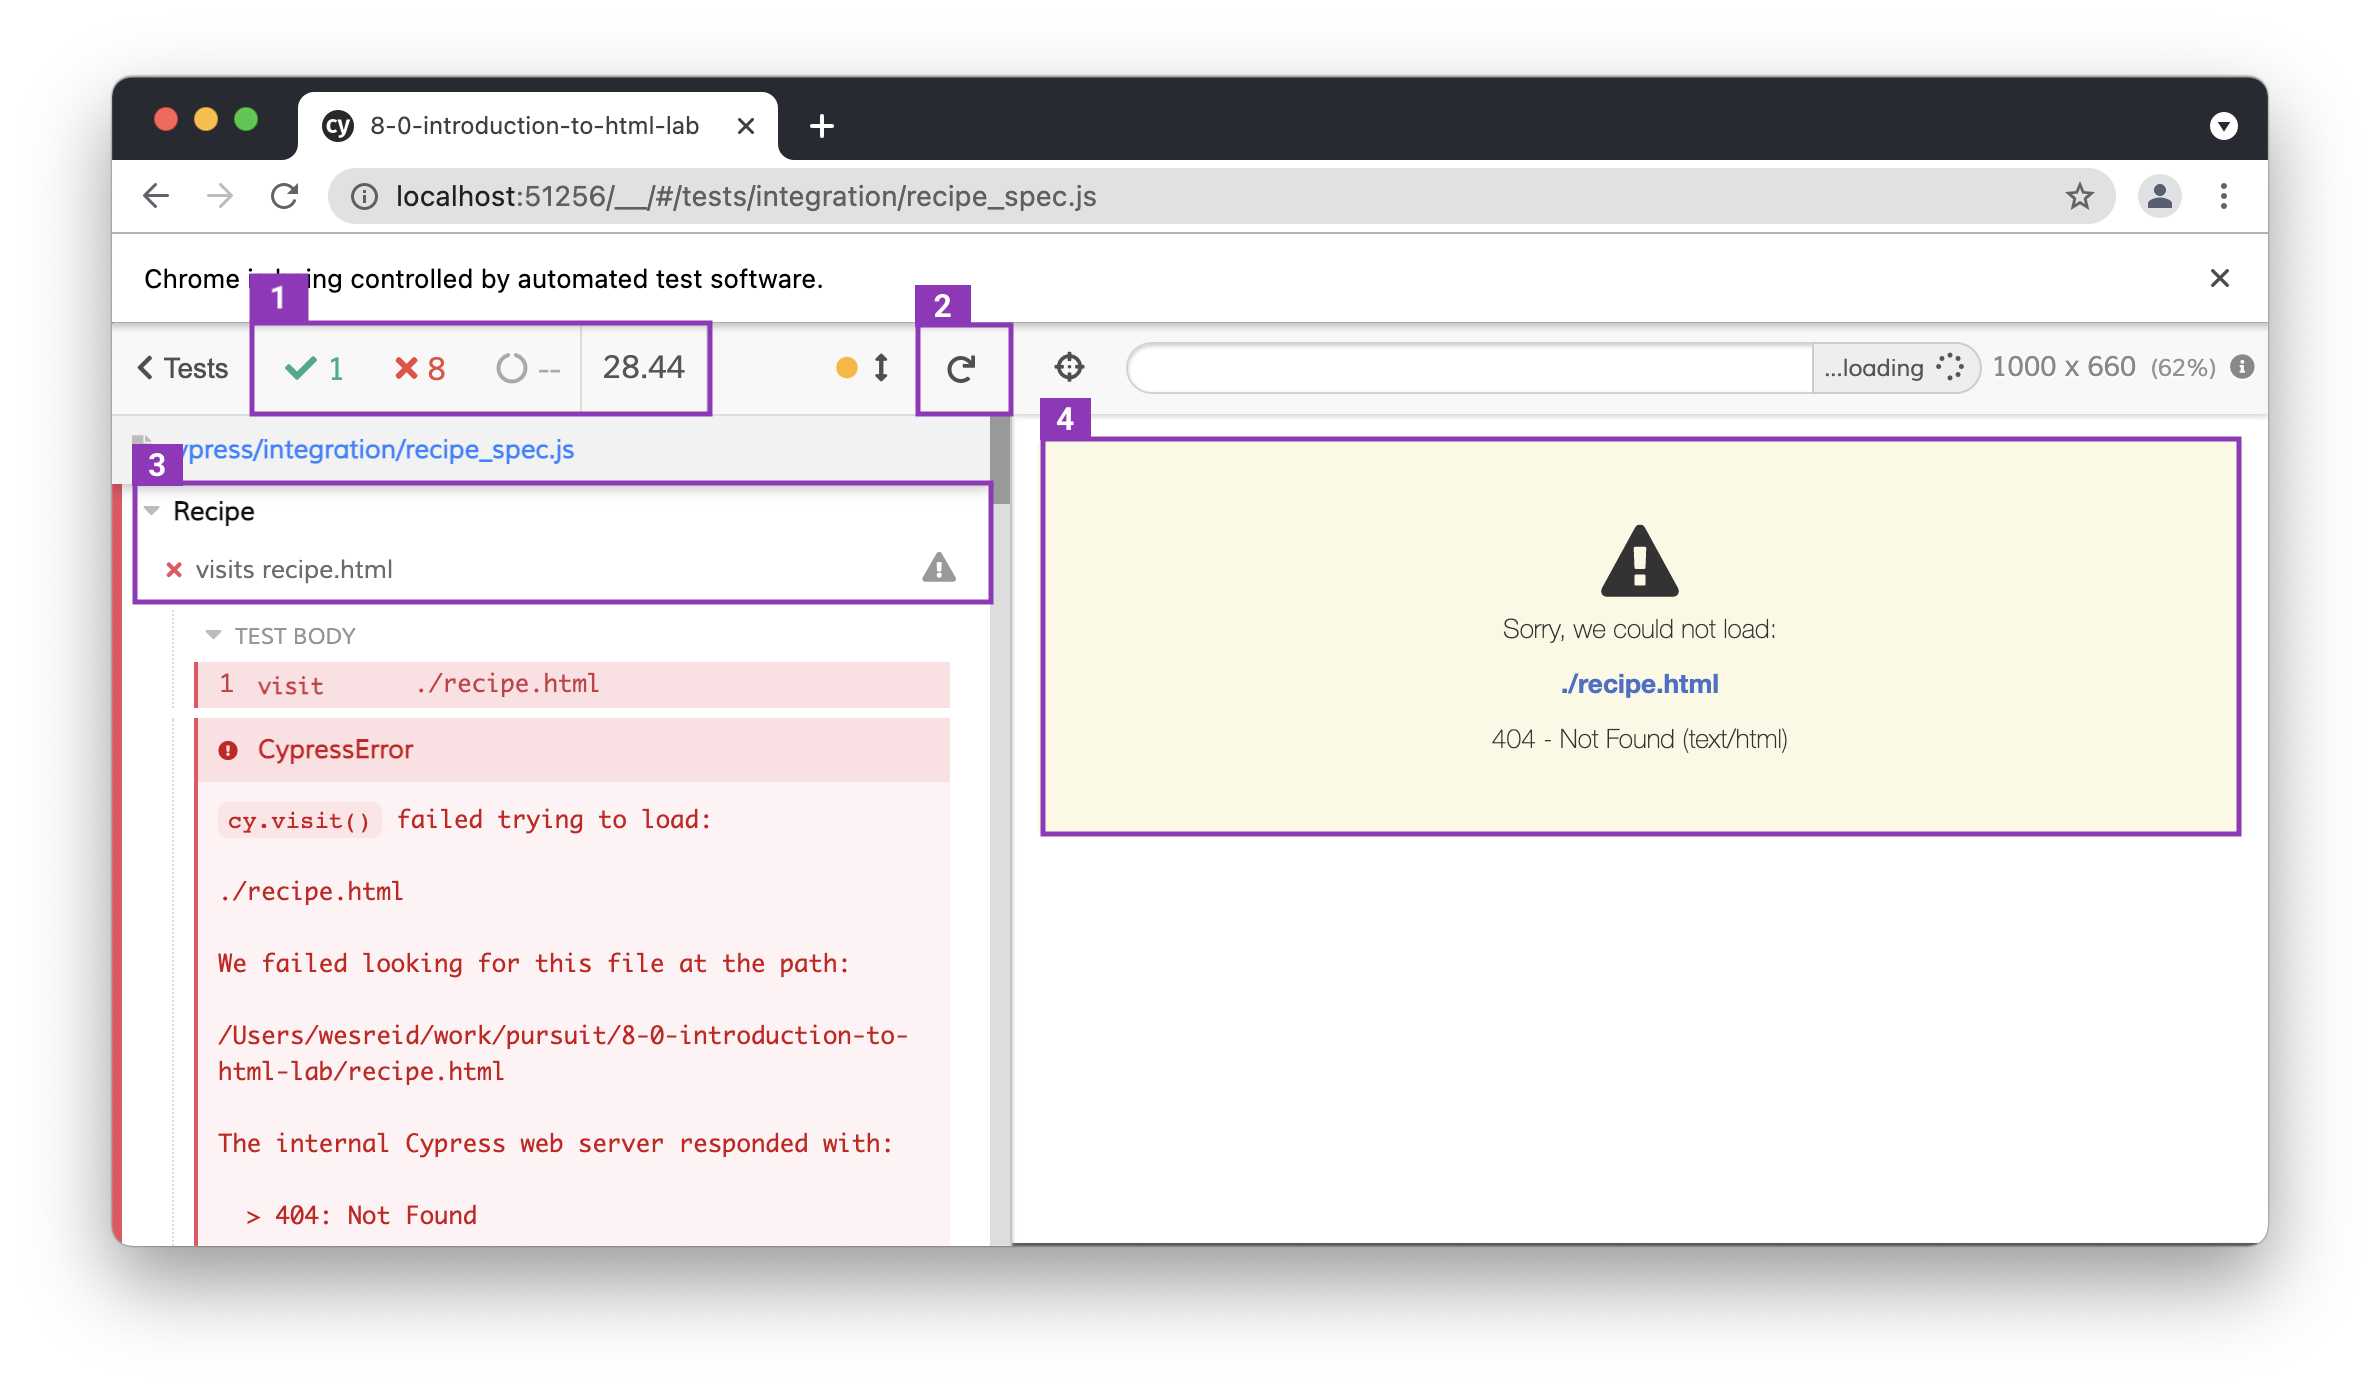 cy 8-0-introduction-to-html-lab
localhost:51256/__/#/tests/integration/recipe_spec.js
Chrome being controlled by automated test software.
1
2
Tests
1
8
--
28.44
...loading
1000 x 660 (62%)
4
ypress/integration/recipe_spec.js
3
Recipe
visits recipe.html
TEST BODY
1 visit ./recipe.html
CypressError
cy.visit() failed trying to load:
./recipe.html
We failed looking for this file at the path:
/Users/wesreid/work/pursuit/8-0-introduction-to-
html-lab/recipe.html
The internal Cypress web server responded with:
> 404: Not Found
Sorry, we could not load:
./recipe.html
404 - Not Found (text/html)